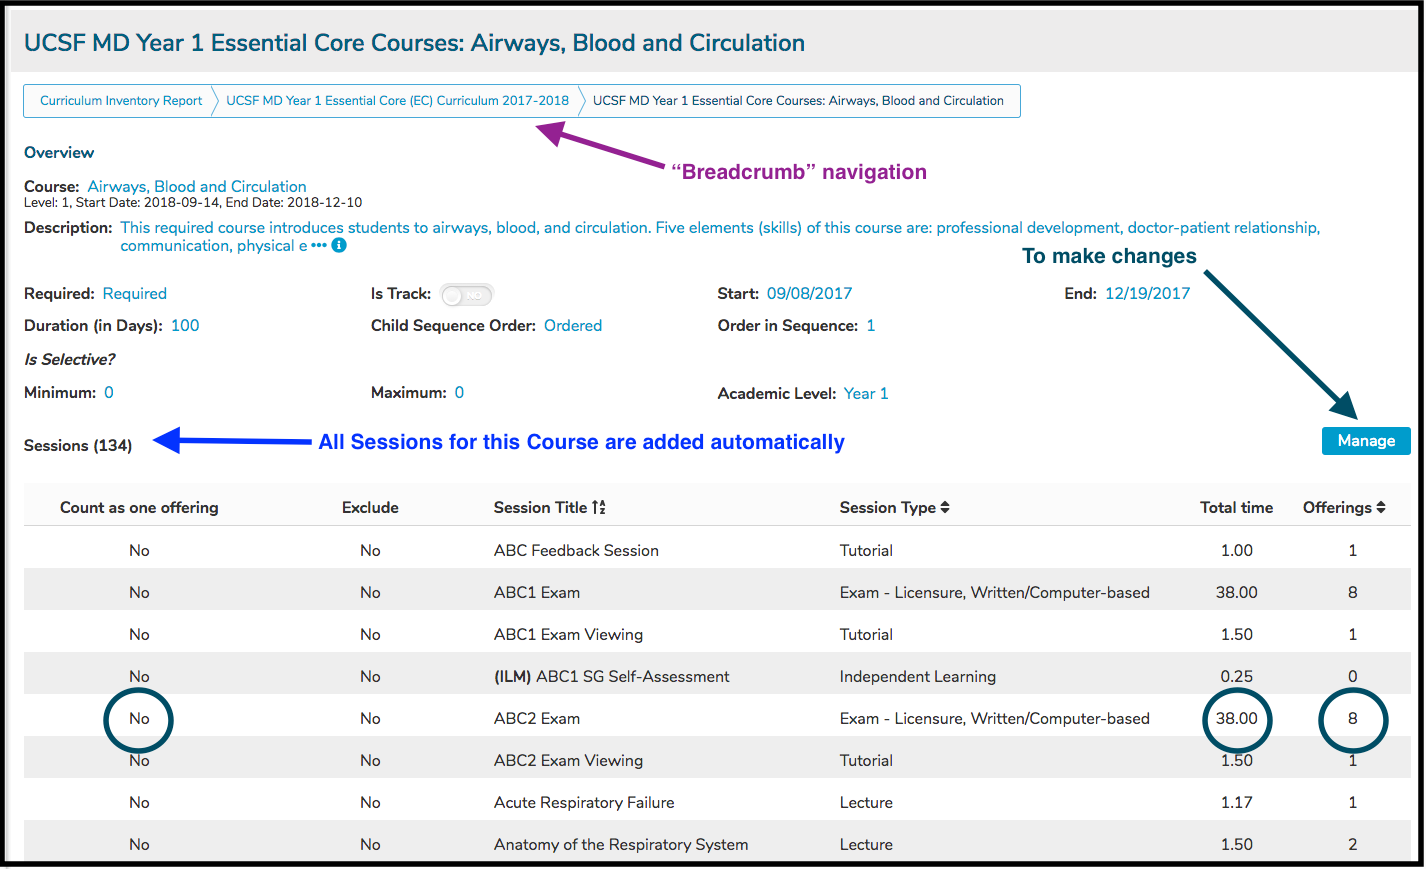 UCSF MD Year 1 Essential Core Courses: Airways, Blood and Circulation
Curriculum Inventory Report UCSF MD Year 1 Essential Core (EC) Curriculum 2017-2018 UCSF MD Year 1 Essential Core Courses: Airways, Blood and Circulation
Overview
“Breadcrumb” navigation
Course: Airways, Blood and Circulation
Level: 1, Start Date: 2018-09-14, End Date: 2018-12-10
Description: This required course introduces students to airways, blood, and circulation. Five elements (skills) of this course are: professional development, doctor-patient relationship,
communication, physical e •••
To make changes
Required: Required Is Track: NO Start: 09/08/2017 End: 12/19/2017
Duration (in Days): 100 Child Sequence Order: Ordered Order in Sequence: 1
Is Selective?
Minimum: 0 Maximum: 0 Academic Level: Year 1
Sessions (134) All Sessions for this Course are added automatically Manage
Count as one offering Exclude Session Title Session Type Total time Offerings
No No ABC Feedback Session Tutorial 1.00 1
No No ABC1 Exam Exam - Licensure, Written/Computer-based 38.00 8
No No ABC1 Exam Viewing Tutorial 1.50 1
No No (ILM) ABC1 SG Self-Assessment Independent Learning 0.25 0
No No ABC2 Exam Exam - Licensure, Written/Computer-based 38.00 8
No No ABC2 Exam Viewing Tutorial 1.50 1
No No Acute Respiratory Failure Lecture 1.17 1
No No Anatomy of the Respiratory System Lecture 1.50 2